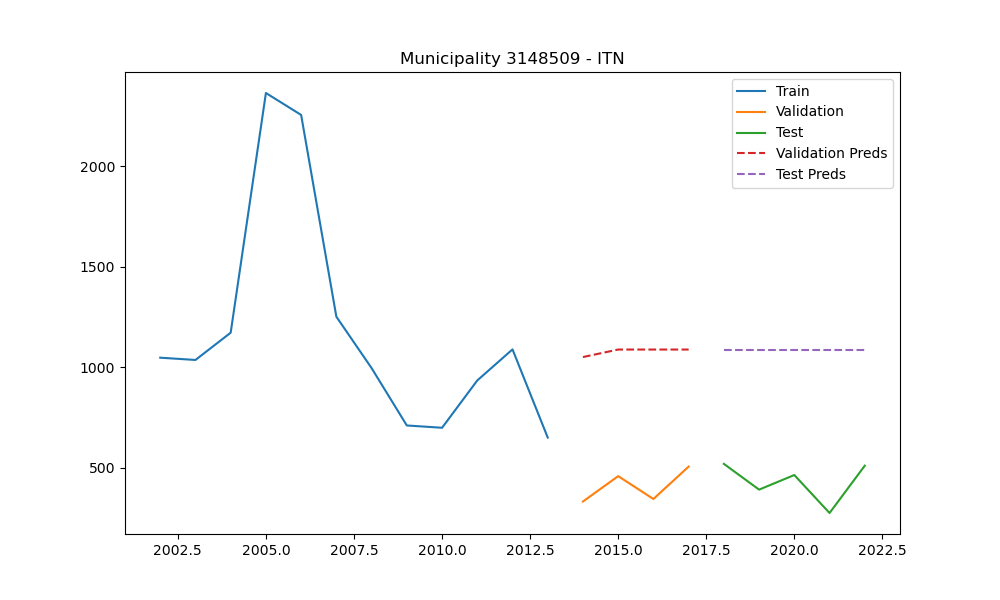 Municipality 3148509 - ITN
Train
Validation
Test
Validation Preds
Test Preds
2000
1500
1000
500
2002.5 2005.0 2007.5 2010.0 2012.5 2015.0 2017.5 2020.0 2022.5